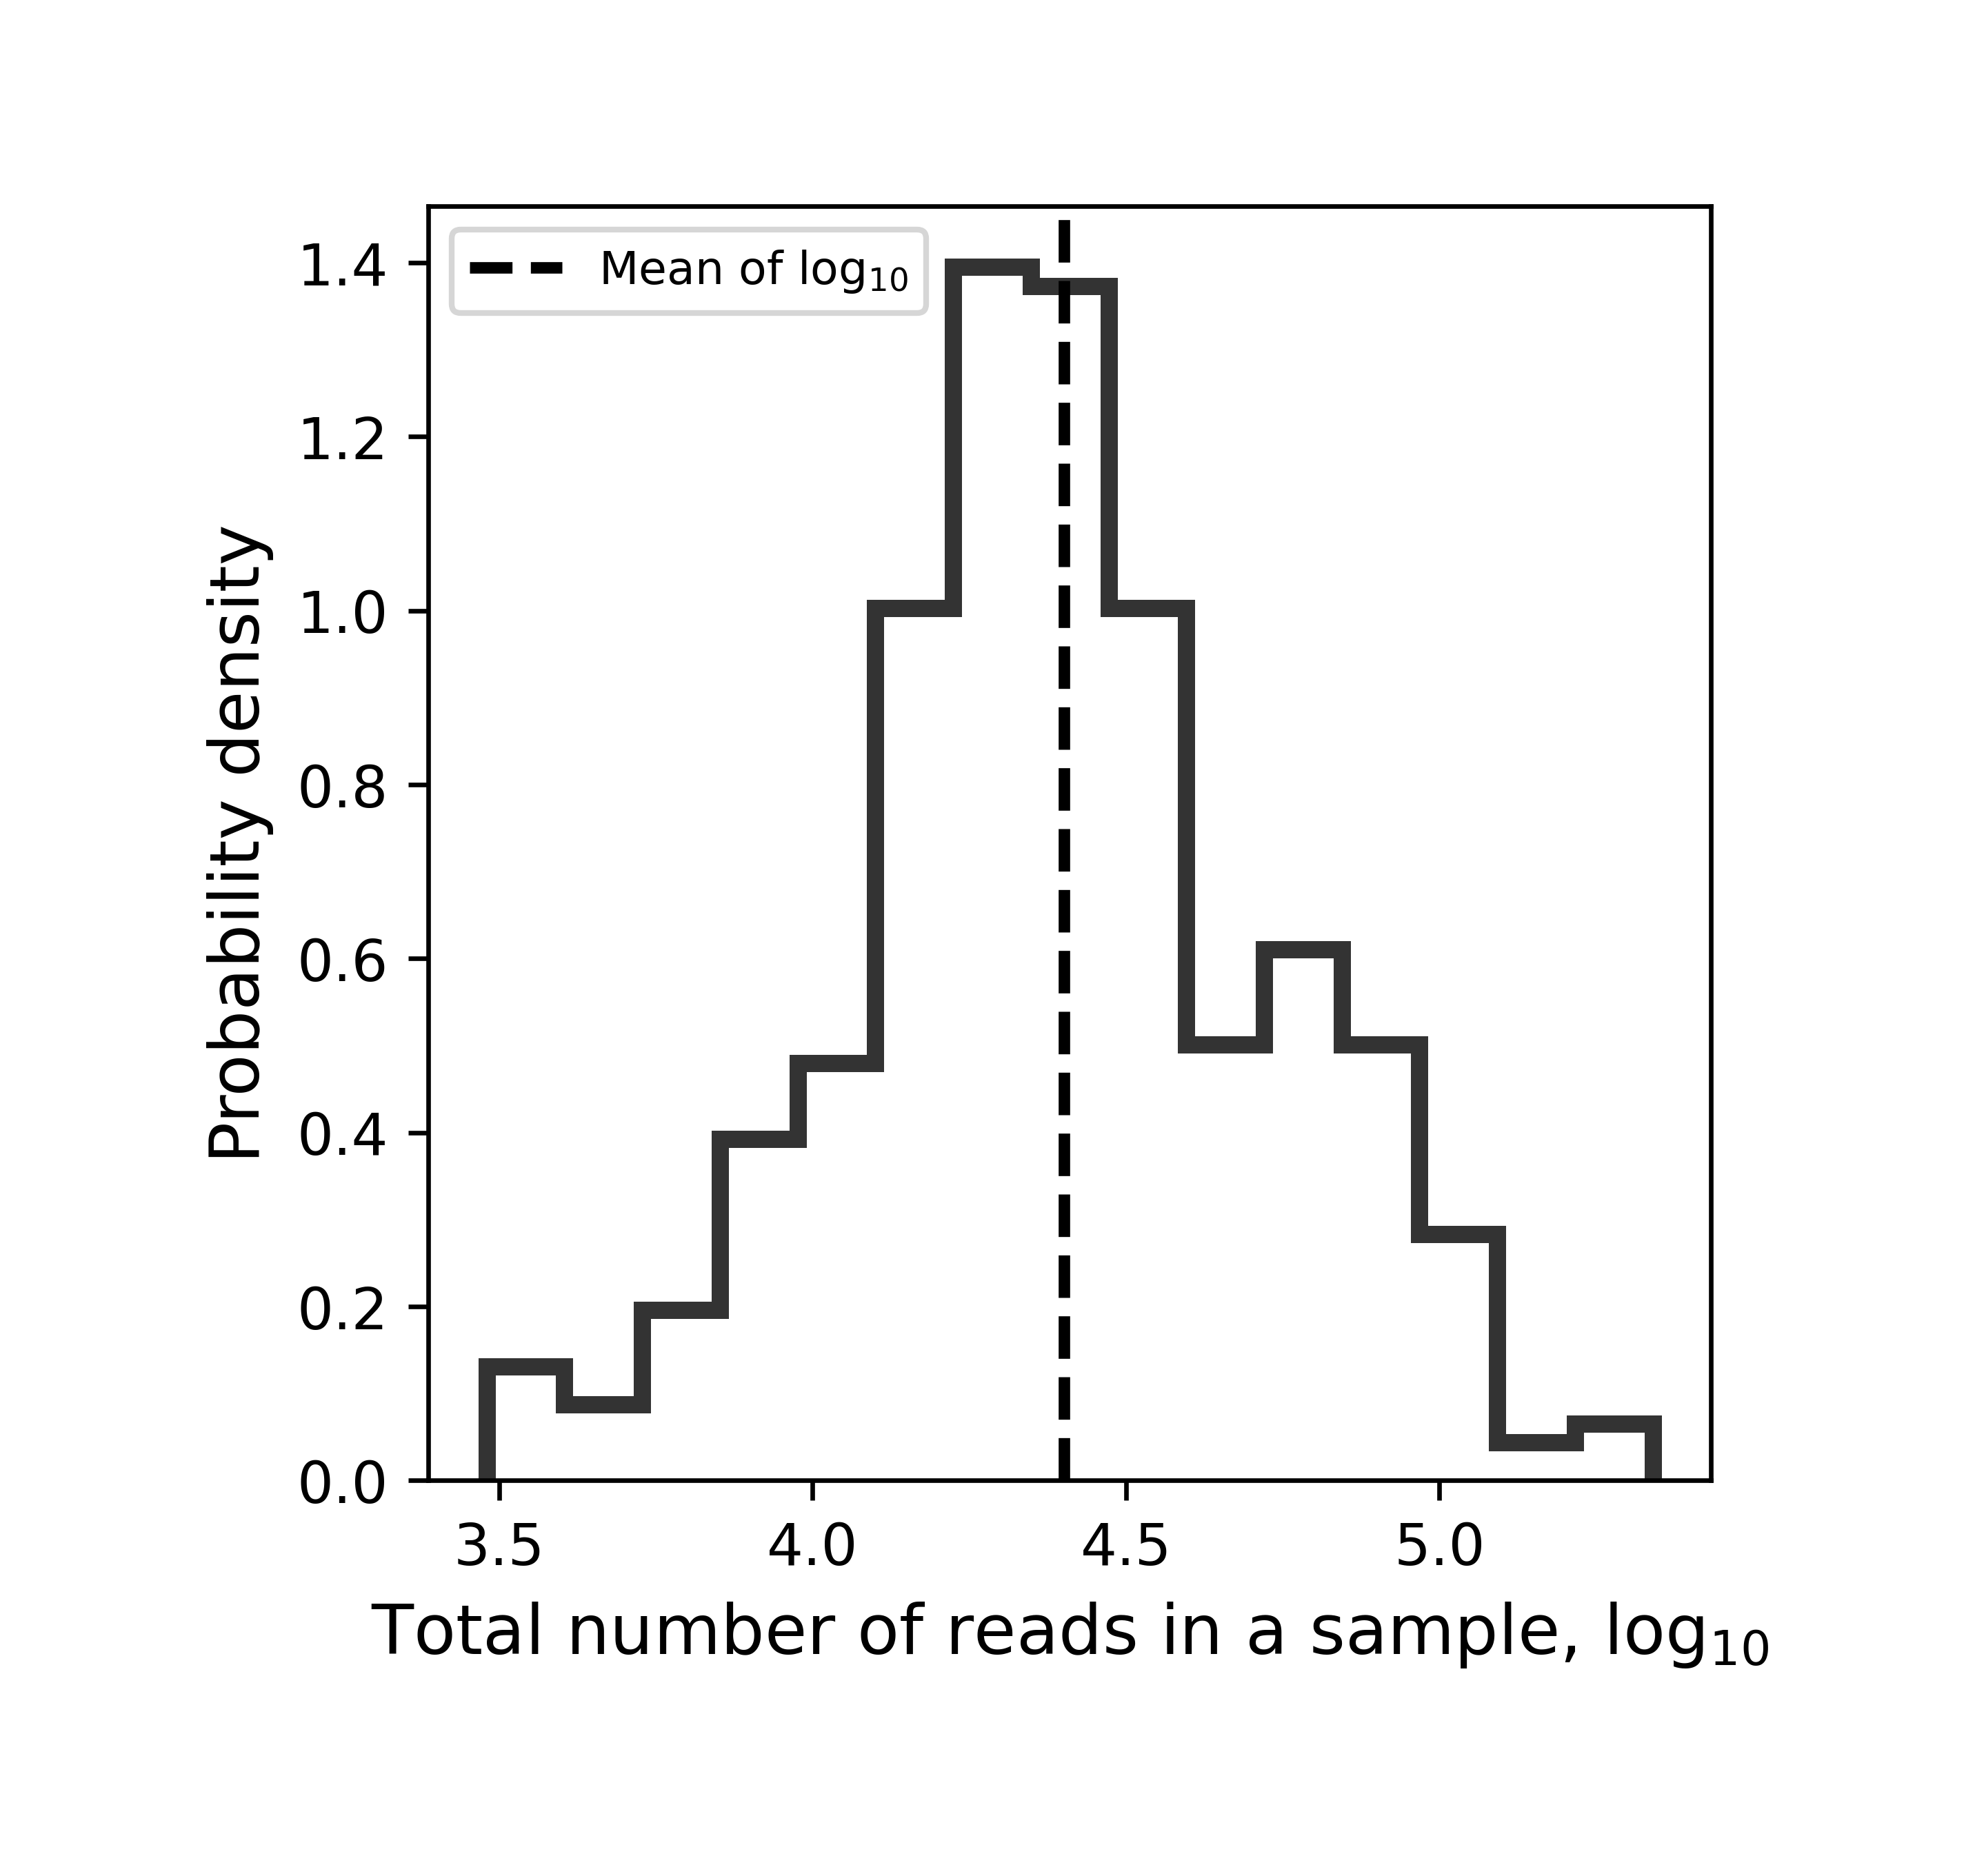 Mean of log₁₀
1.4
1.2
1.0
0.8
0.6
0.4
0.2
0.0
Probability density
3.5 4.0 4.5 5.0
Total number of reads in a sample, log₁₀